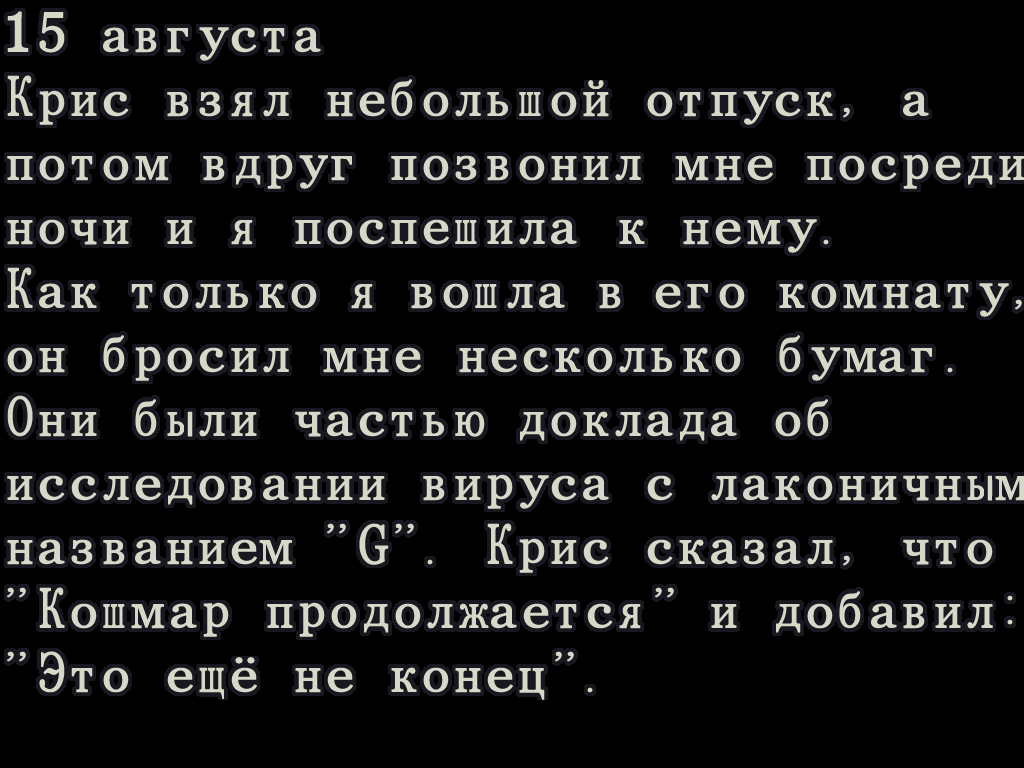 15 августа
Крис взял небольшой отпуск, а
потом вдруг позвонил мне посреди
ночи и я поспешила к нему.
Как только я вошла в его комнату,
он бросил мне несколько бумаг.
Они были частью доклада об
исследовании вируса с лаконичным
названием ”G”. Крис сказал, что
”Кошмар продолжается” и добавил:
”Это ещё не конец”.